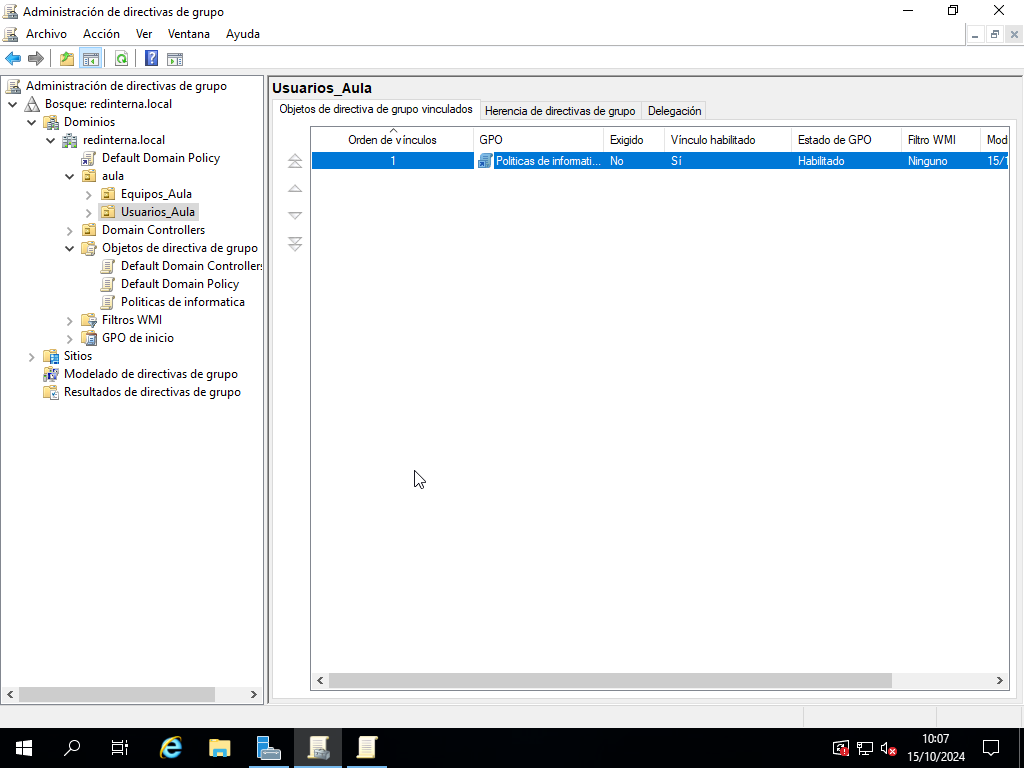 Administración de directivas de grupo
Archivo Acción Ver Ventana Ayuda
Administración de directivas de grupo
Bosque: redinterna.local
Dominios
redinterna.local
Default Domain Policy
aula
Equipos_Aula
Usuarios_Aula
Domain Controllers
Objetos de directiva de grupo
Default Domain Controllers
Default Domain Policy
Politicas de informatica
Filtros WMI
GPO de inicio
Sitios
Modelado de directivas de grupo
Resultados de directivas de grupo
Usuarios_Aula
Objetos de directiva de grupo vinculados Herencia de directivas de grupo Delegación
Orden de vínculos GPO Exigido Vínculo habilitado Estado de GPO Filtro WMI Mod
1 Politicas de informati... No Sí Habilitado Ninguno 15/1
10:07
15/10/2024